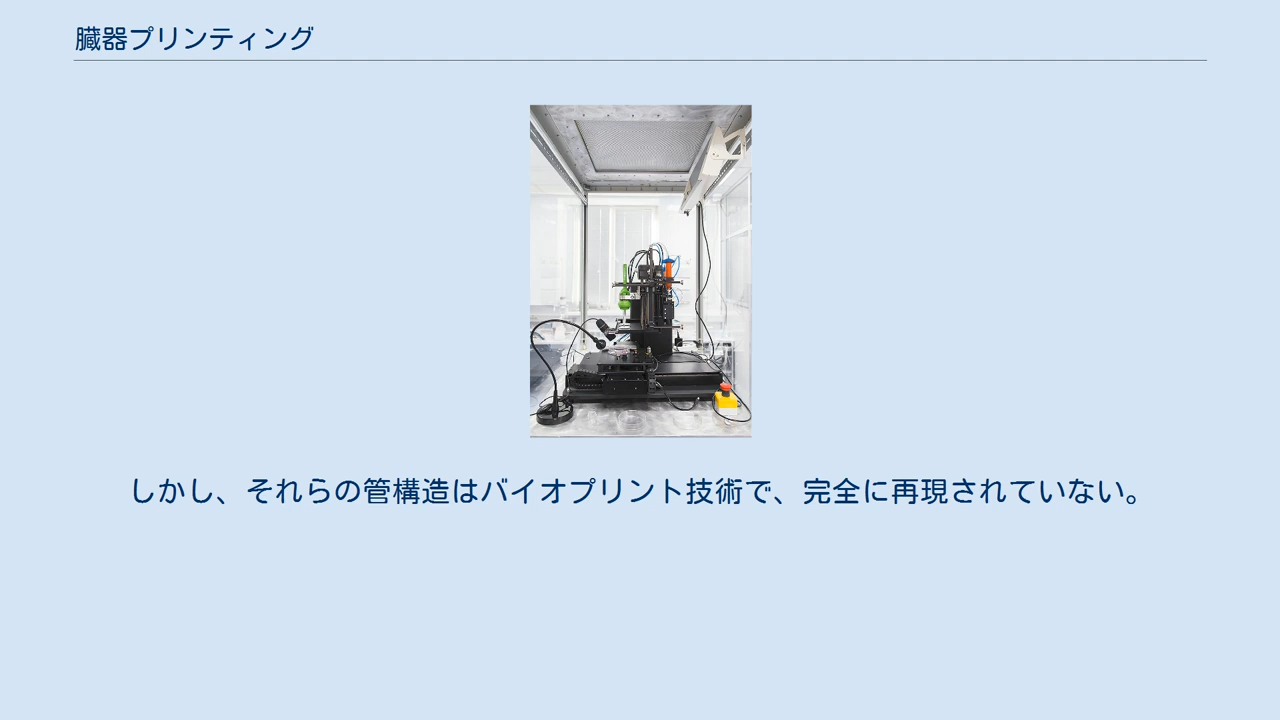 臓器プリンティング
しかし、それらの管構造はバイオプリント技術で、完全に再現されていない。